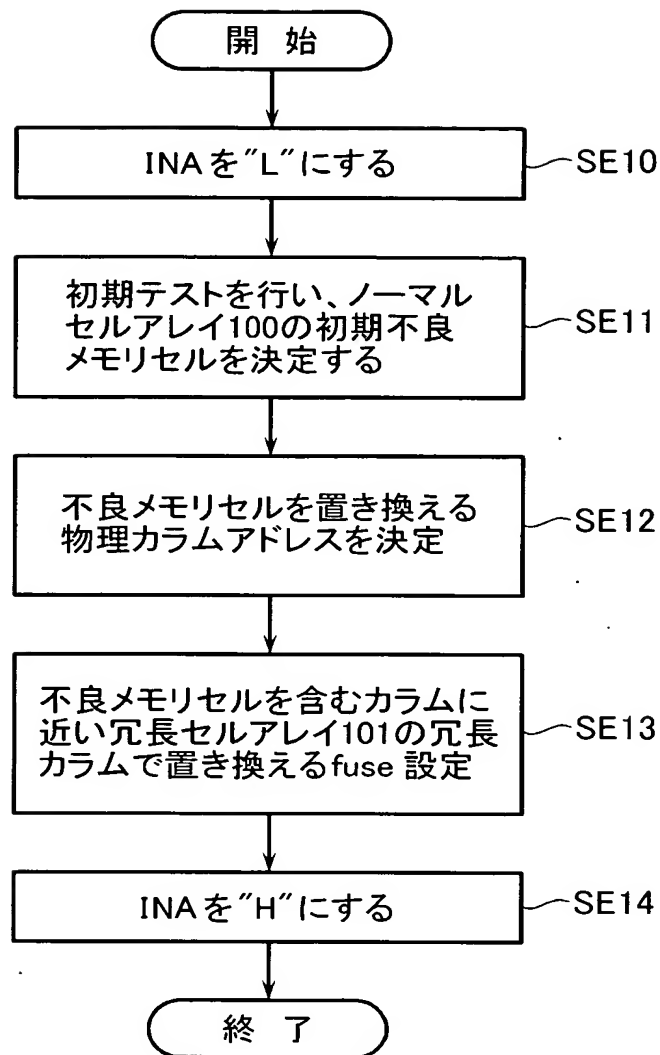 開始
INAを"L"にする
SE10
初期テストを行い、ノーマル
セルアレイ100の初期不良
メモリセルを決定する
SE11
不良メモリセルを置き換える
物理カラムアドレスを決定
SE12
不良メモリセルを含むカラムに
近い冗長セルアレイ101の冗長
カラムで置き換えるfuse設定
SE13
INAを"H"にする
SE14
終了